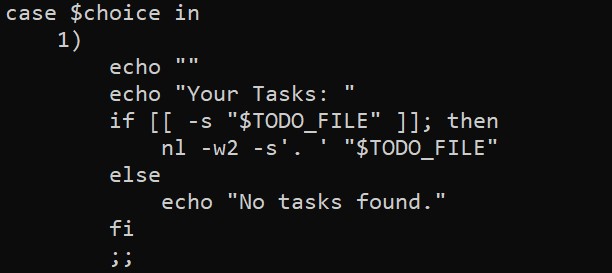 case $choice in
    1)
        echo ""
        echo "Your Tasks: "
        if [[ -s "$TODO_FILE" ]]; then
            nl -w2 -s'. ' "$TODO_FILE"
        else
            echo "No tasks found."
        fi
        ;;